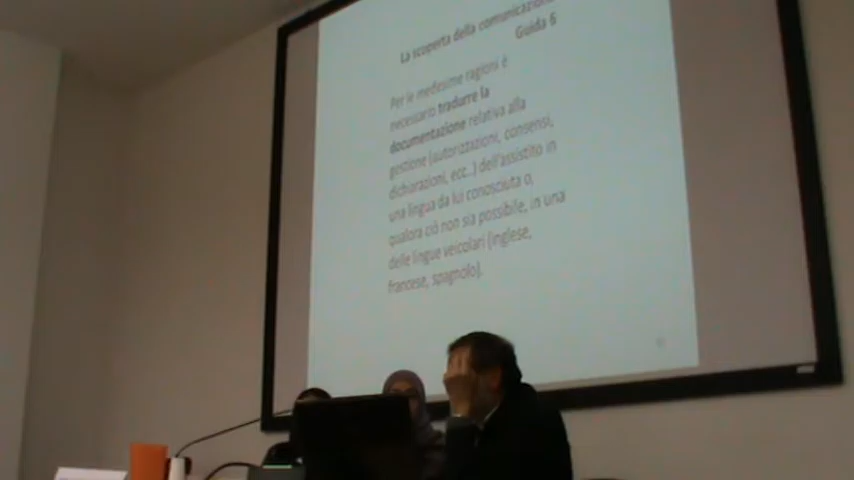 La scoperta della comunicazione
Guida 6
Per le medesime ragioni è
necessario tradurre la
documentazione relativa alla
gestione (autorizzazioni, consensi,
dichiarazioni, ecc..) dell'assistito in
una lingua da lui conosciuta o,
qualora ciò non sia possibile, in una
delle lingue veicolari (inglese,
francese, spagnolo).